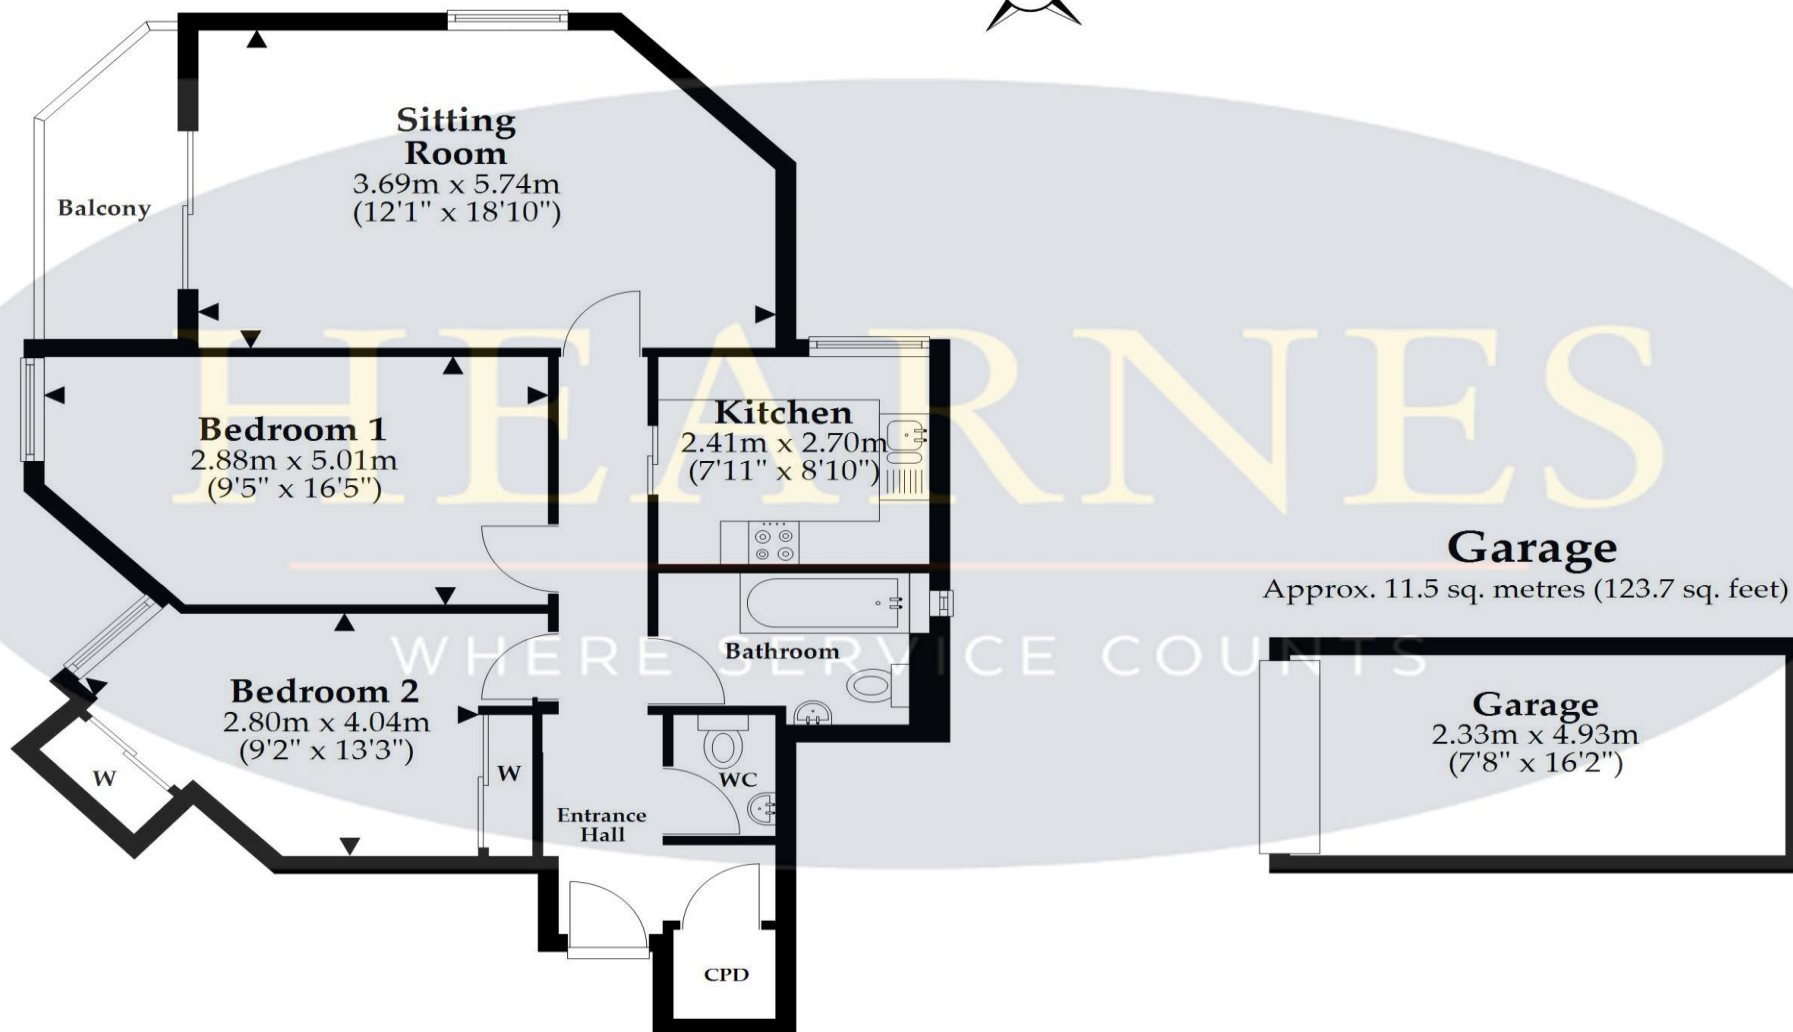 Sitting
Room
3.69m x 5.74m
(12'1" x 18'10")
Balcony
Bedroom 1
2.88m x 5.01m
(9'5" x 16'5")
Kitchen
2.41m x 2.70m
(7'11" x 8'10")
HEARNES
WHERE SERVICE COUNTS
Bathroom
Bedroom 2
2.80m x 4.04m
(9'2" x 13'3")
W
W
WC
Entrance
Hall
CPD
Garage
Approx. 11.5 sq. metres (123.7 sq. feet)
Garage
2.33m x 4.93m
(7'8" x 16'2")